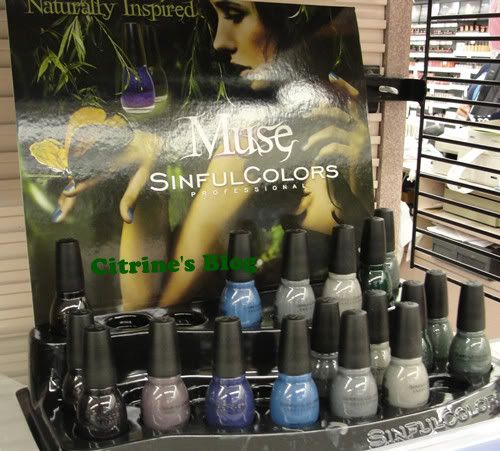 Naturally Inspired.
Muse
SINFULCOLORS
PROFESSIONAL
Citrine's Blog
SINFULCOLORS